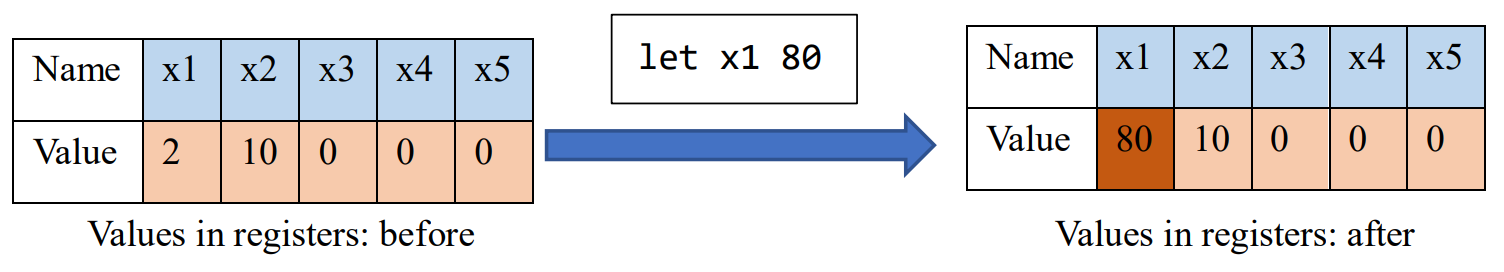 let x1 80
Name x1 x2 x3 x4 x5
Value 2 10 0 0 0
Values in registers: before
Name x1 x2 x3 x4 x5
Value 80 10 0 0 0
Values in registers: after